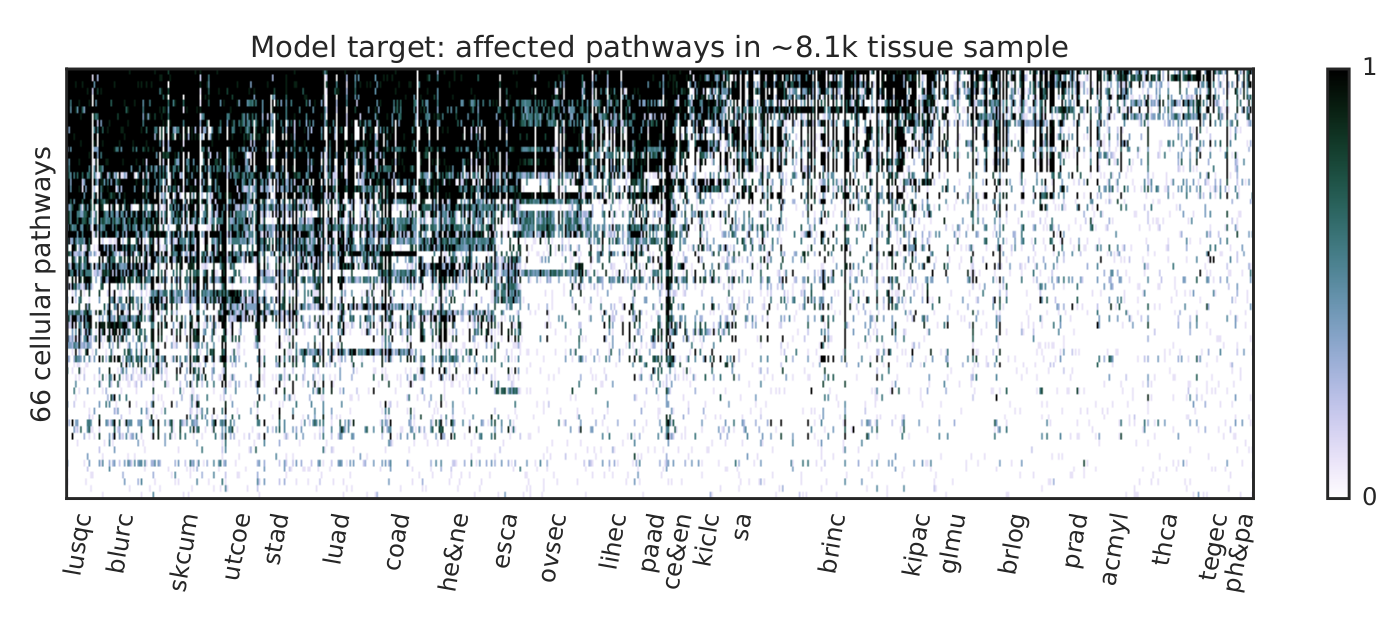 Model target: affected pathways in ~8.1k tissue sample
1
66 cellular pathways
0
lusqc
blurc
skcum
utcoe
stad
luad
coad
he&ne
esca
ovsec
lihec
paad
ce&en
kiclc
sa
brinc
kipac
glmu
brlog
prad
acmyl
thca
tegec
ph&pa